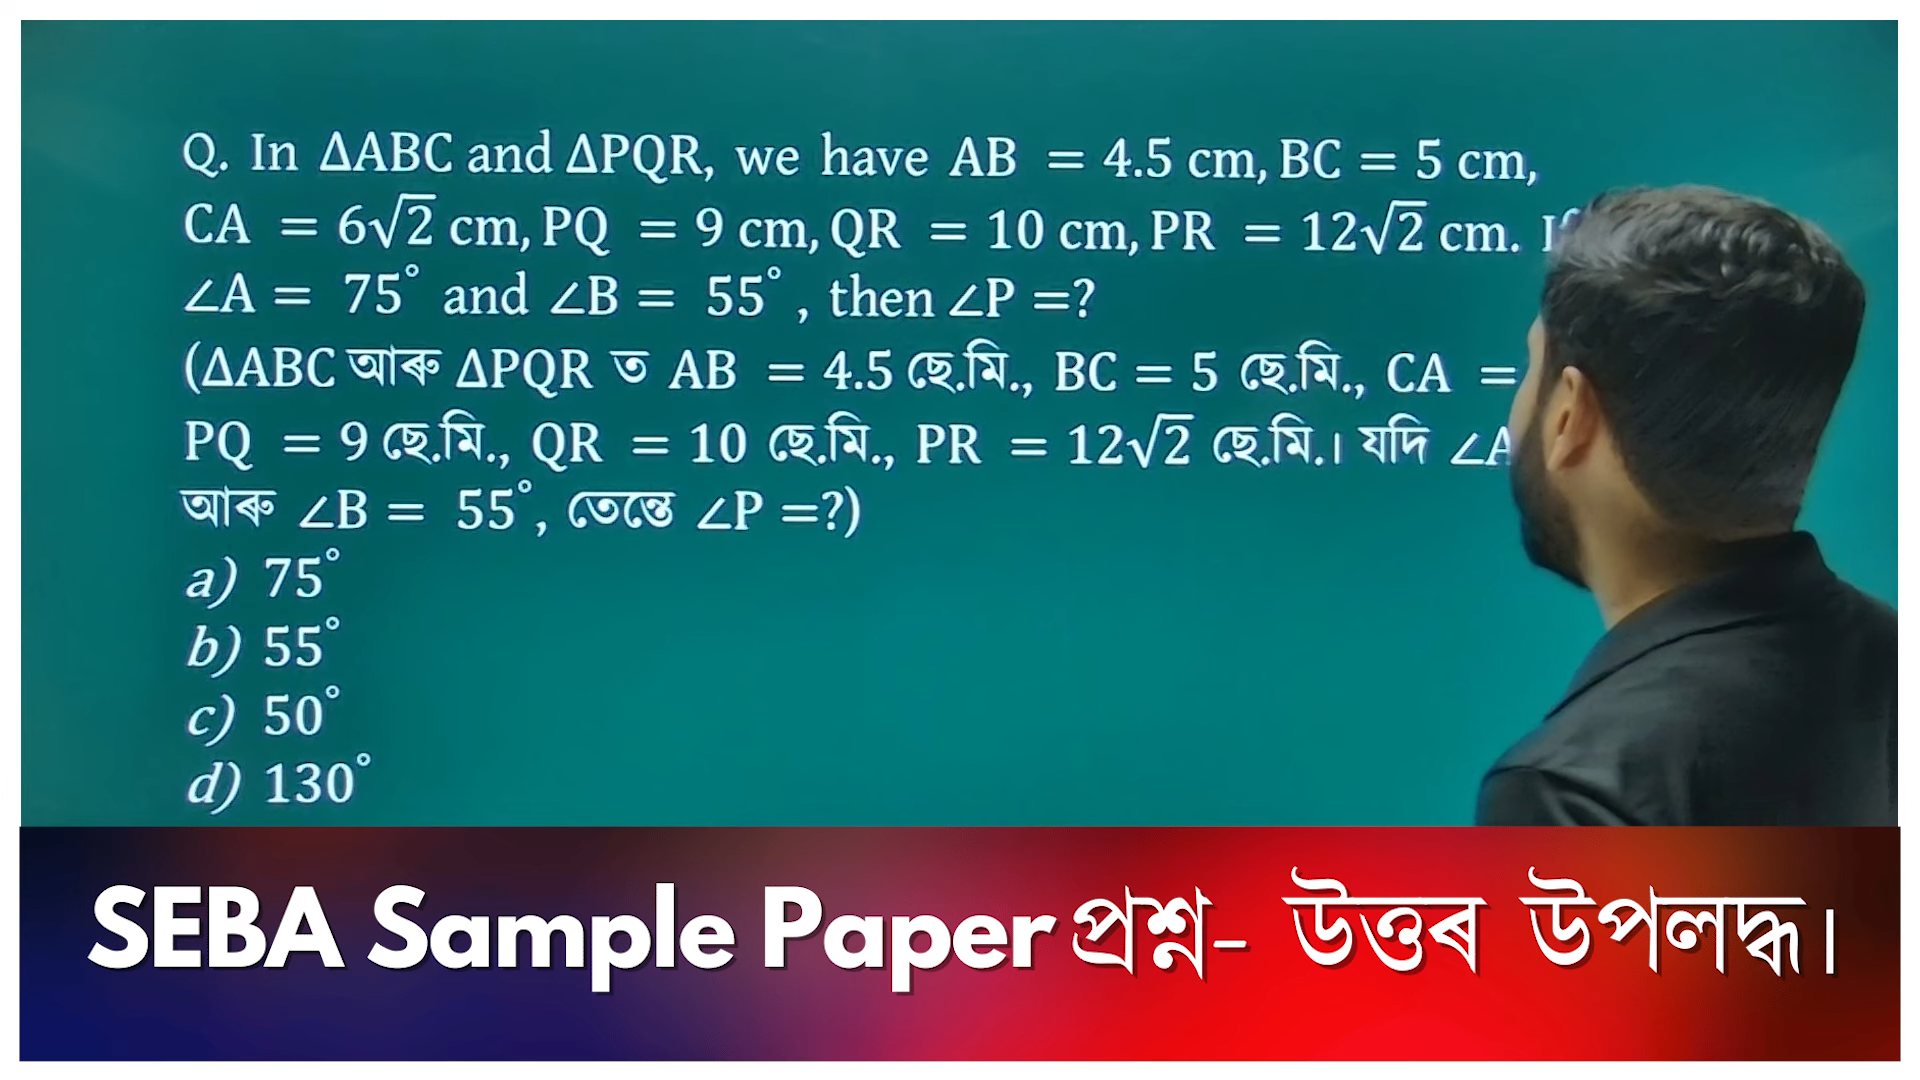 Q. In ΔABC and ΔPQR, we have AB = 4.5 cm, BC = 5 cm,
CA = 6√2 cm, PQ = 9 cm, QR = 10 cm, PR = 12√2 cm. If
∠A = 75° and ∠B = 55° , then ∠P =?
(ΔABC আৰু ΔPQR ত AB = 4.5 ছে.মি., BC = 5 ছে.মি., CA =
PQ = 9 ছে.মি., QR = 10 ছে.মি., PR = 12√2 ছে.মি.। যদি ∠A
আৰু ∠B = 55°, তেন্তে ∠P =?)
a) 75°
b) 55°
c) 50°
d) 130°
SEBA Sample Paper প্ৰশ্ন- উত্তৰ উপলদ্ধ।